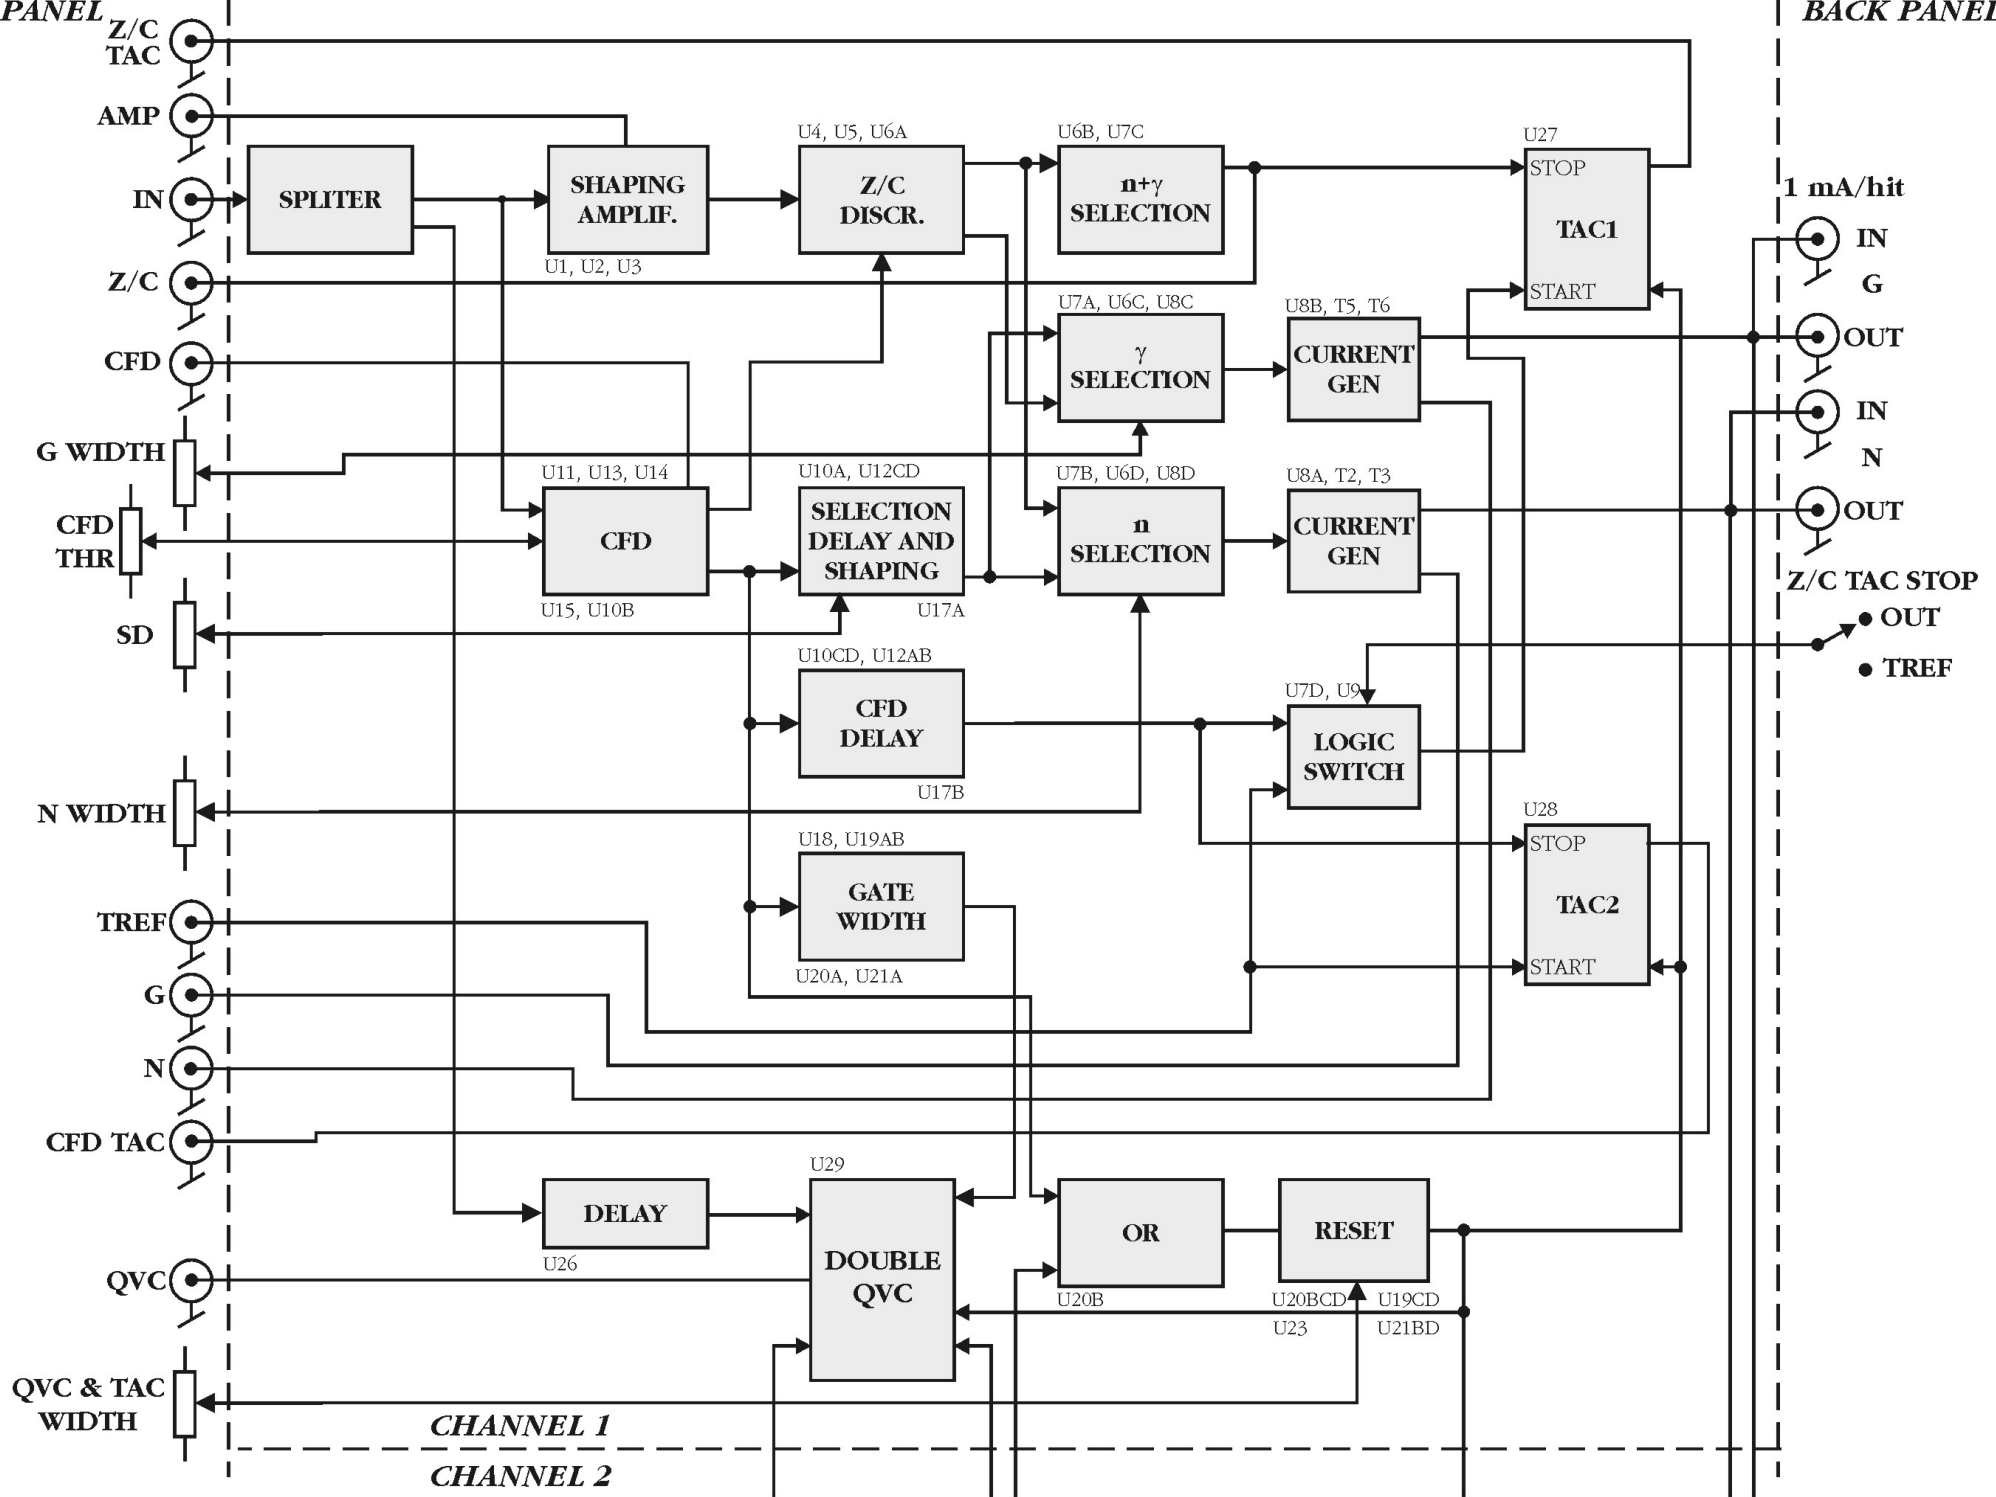 PANEL
BACK PANEL
Z/C
TAC
AMP
IN
Z/C
CFD
G WIDTH
CFD
THR
SD
N WIDTH
TREF
G
N
CFD TAC
QVC
QVC & TAC
WIDTH
SPLITER
SHAPING
AMPLIF.
U1, U2, U3
U4, U5, U6A
Z/C
DISCR.
U6B, U7C
n+γ
SELECTION
U27
STOP
TAC1
START
U7A, U6C, U8C
γ
SELECTION
U8B, T5, T6
CURRENT
GEN
U11, U13, U14
CFD
U15, U10B
U10A, U12CD
SELECTION
DELAY AND
SHAPING
U17A
U7B, U6D, U8D
n
SELECTION
U8A, T2, T3
CURRENT
GEN
U10CD, U12AB
CFD
DELAY
U17B
U7D, U9
LOGIC
SWITCH
U18, U19AB
GATE
WIDTH
U20A, U21A
U28
STOP
TAC2
START
DELAY
U26
U29
DOUBLE
QVC
OR
U20B
RESET
U20BCD U19CD
U23 U21BD
1 mA/hit
IN
G
OUT
IN
N
OUT
Z/C TAC STOP
OUT
TREF
CHANNEL 1
CHANNEL 2